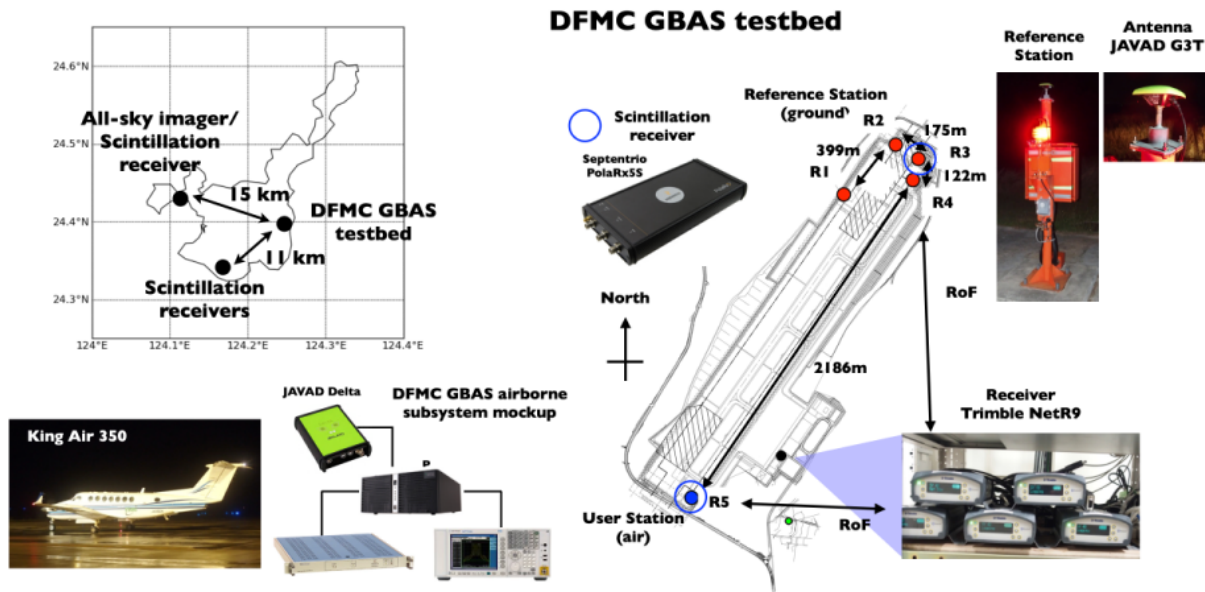 DFMC GBAS testbed
24.6°N
24.5°N
24.4°N
24.3°N
124°E
124.1°E
124.2°E
124.3°E
124.4°E
All-sky imager/
Scintillation
receiver
15 km
DFMC GBAS
testbed
11 km
Scintillation
receivers
Scintillation
receiver
Septentrio
PolaRxSS
Reference Station
(ground)
R2
175m
R3
399m
R1
122m
R4
North
2186m
RoF
R5
User Station
(air)
RoF
Reference
Station
Antenna
JAVAD G3T
Receiver
Trimble NetR9
King Air 350
JAVAD Delta
DFMC GBAS airborne
subsystem mockup
P